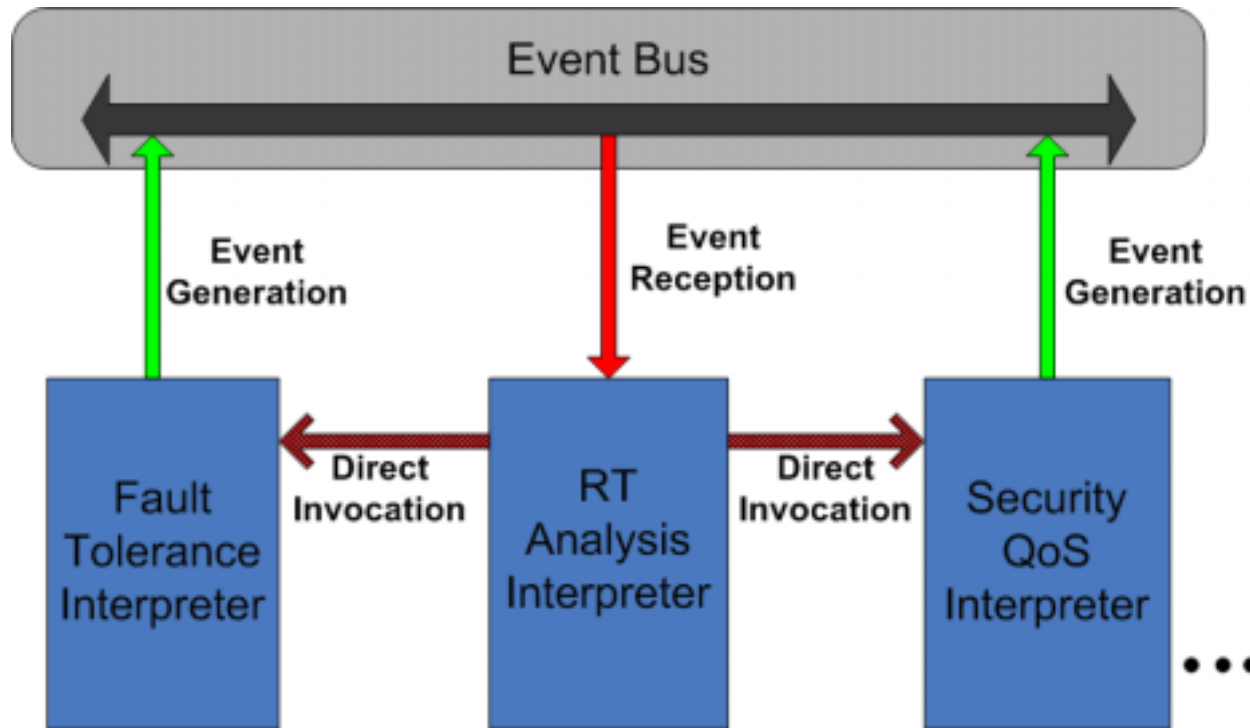 Event Bus
Event
Generation
Event
Reception
Event
Generation
Direct
Invocation
Direct
Invocation
Fault
Tolerance
Interpreter
RT
Analysis
Interpreter
Security
QoS
Interpreter
...